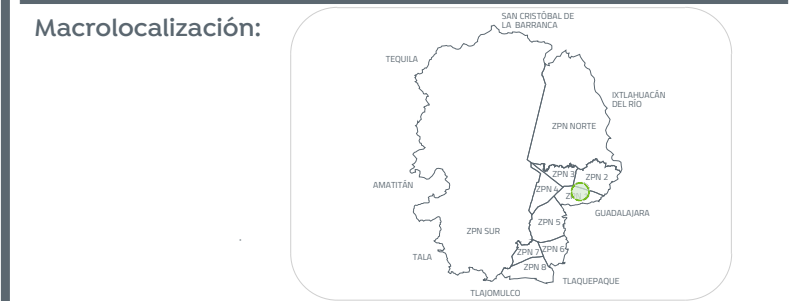 Macrolocalización:
SAN CRISTÓBAL DE
LA BARRANCA
TEQUILA
IXTLAHUACÁN
DEL RÍO
ZPN NORTE
ZPN 3
ZPN 2
AMATITÁN
ZPN 4
GUADALAJARA
ZPN 5
ZPN SUR
ZPN 7
ZPN 6
TALA
ZPN 8
TLAQUEPAQUE
TLAJOMULCO